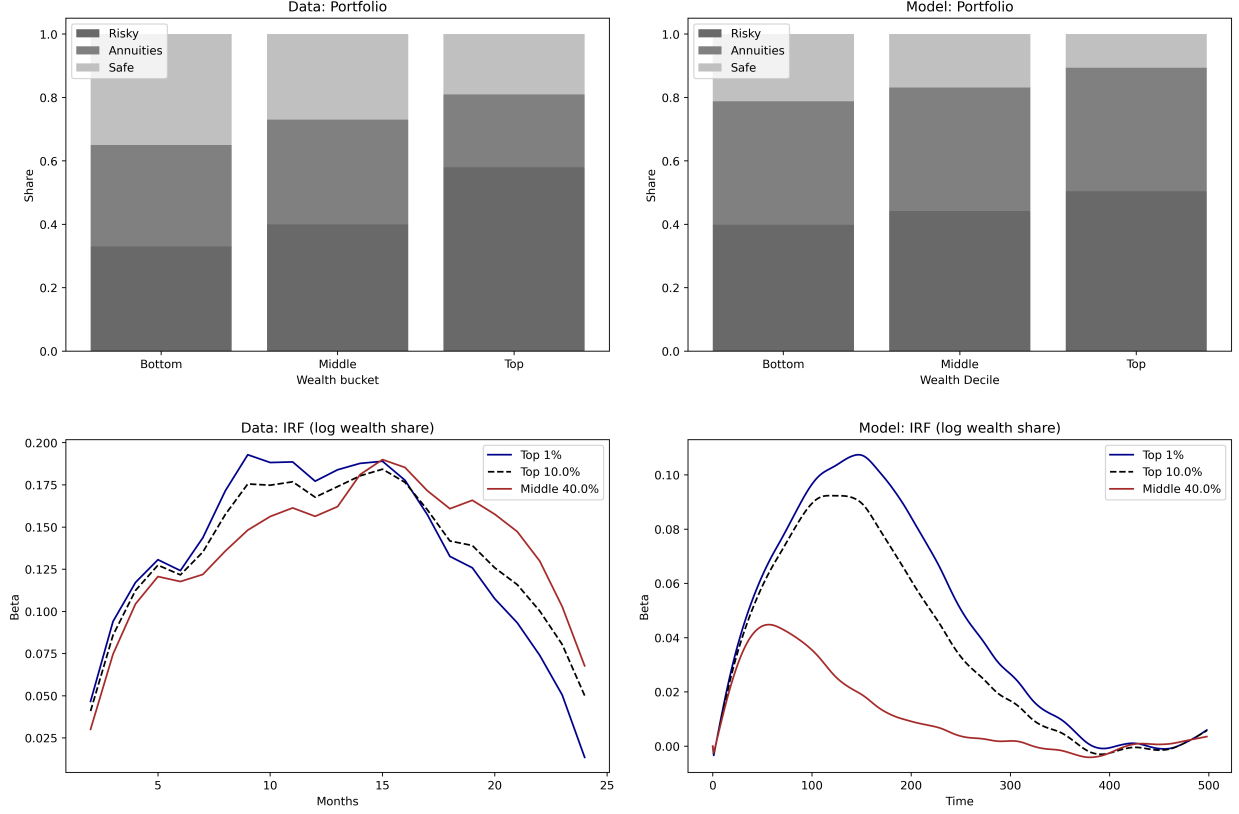 Data: Portfolio
1.0
0.8
0.6
0.4
0.2
0.0
Share
Risky
Annuities
Safe
Bottom Middle Top
Wealth bucket
Model: Portfolio
1.0
0.8
0.6
0.4
0.2
0.0
Share
Risky
Annuities
Safe
Bottom Middle Top
Wealth Decile
Data: IRF (log wealth share)
0.200
0.175
0.150
0.125
0.100
0.075
0.050
0.025
Beta
Top 1%
Top 10.0%
Middle 40.0%
5 10 15 20 25
Months
Model: IRF (log wealth share)
0.10
0.08
0.06
0.04
0.02
0.00
Beta
Top 1%
Top 10.0%
Middle 40.0%
0 100 200 300 400 500
Time